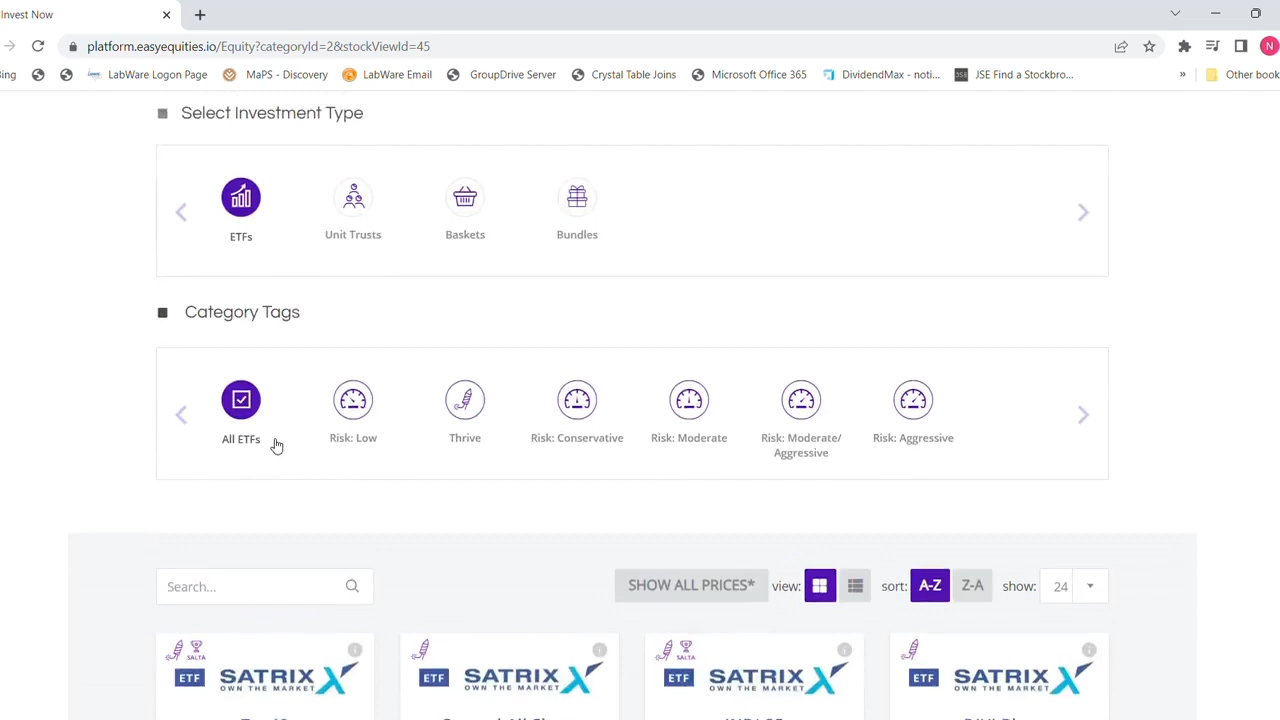 Invest Now
platform.easyequities.io/Equity?categoryId=2&stockViewId=45
N
Bing
LabWare Logon Page
MaPS - Discovery
LabWare Email
GroupDrive Server
Crystal Table Joins
Microsoft Office 365
DividendMax - noti...
JSE Find a Stockbro...
»
Other book
Select Investment Type
ETFs
Unit Trusts
Baskets
Bundles
Category Tags
All ETFs
Risk: Low
Thrive
Risk: Conservative
Risk: Moderate
Risk: Moderate/
Aggressive
Risk: Aggressive
Search...
SHOW ALL PRICES*
view:
sort:
A-Z
Z-A
show:
24
SALTA
ETF
SATRIX
OWN THE MARKET
ETF
SATRIX
OWN THE MARKET
SALTA
ETF
SATRIX
OWN THE MARKET
ETF
SATRIX
OWN THE MARKET